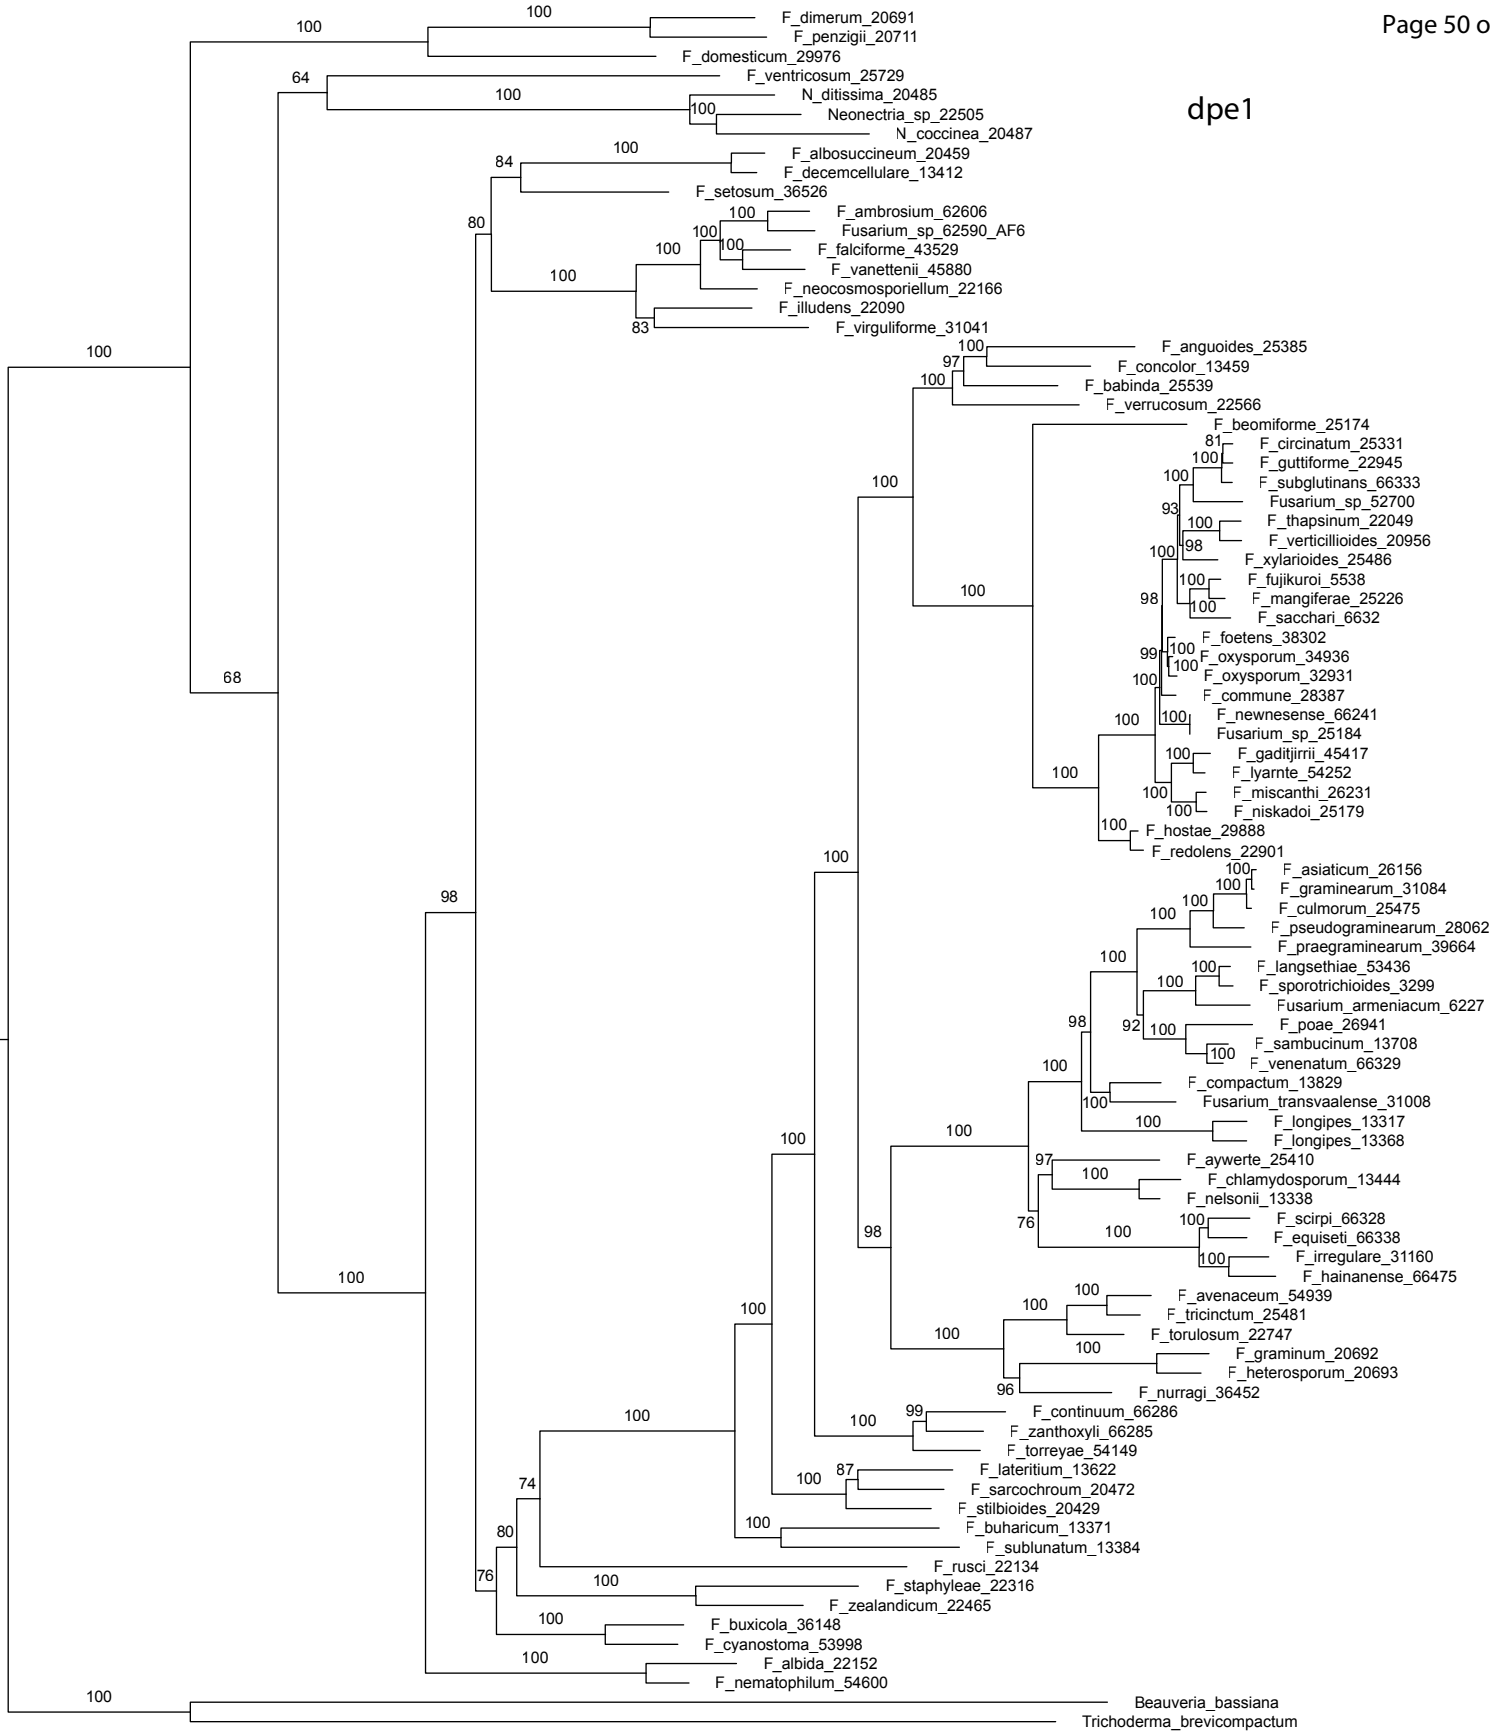 Page 50 o
dpe1
100
F_dimerum_20691
100
F_penzigii_20711
F_domesticum_29976
64
F_ventricosum_25729
100
N_ditissima_20485
100
Neonectria_sp_22505
N_coccinea_20487
100
F_albosuccineum_20459
84
F_decemcellulare_13412
F_setosum_36526
80
100
F_ambrosium_62606
100
Fusarium_sp_62590_AF6
100
F_falciforme_43529
100
F_vanettenii_45880
100
F_neocosmosporiellum_22166
F_illudens_22090
83
F_virguliforme_31041
100
100
F_anguoides_25385
97
F_concolor_13459
100
F_babinda_25539
F_verrucosum_22566
F_beomiforme_25174
81
F_circinatum_25331
100
F_guttiforme_22945
100
F_subglutinans_66333
100
Fusarium_sp_52700
93
100
F_thapsinum_22049
98
F_verticillioides_20956
100
F_xylarioides_25486
100
F_fujikuroi_5538
100
98
F_mangiferae_25226
100
F_sacchari_6632
F_foetens_38302
99
100
F_oxysporum_34936
100
F_oxysporum_32931
68
100
F_commune_28387
100
100
F_newnesense_66241
Fusarium_sp_25184
100
F_gaditjirrii_45417
100
F_lyarnte_54252
100
F_miscanthi_26231
100
F_niskadoi_25179
100
F_hostae_29888
100
F_redolens_22901
100
F_asiaticum_26156
100
F_graminearum_31084
98
100
F_culmorum_25475
100
F_pseudograminearum_28062
F_praegraminearum_39664
100
100
F_langsethiae_53436
100
F_sporotrichioides_3299
Fusarium_armeniacum_6227
98
92
100
F_poae_26941
F_sambucinum_13708
100
F_venenatum_66329
100
F_compactum_13829
100
Fusarium_transvaalense_31008
100
F_longipes_13317
100
100
F_longipes_13368
97
F_aywerte_25410
100
F_chlamydosporum_13444
F_nelsonii_13338
76
100
F_scirpi_66328
98
100
F_equiseti_66338
100
F_irregulare_31160
100
F_hainanense_66475
100
F_avenaceum_54939
100
100
F_tricinctum_25481
100
F_torulosum_22747
100
F_graminum_20692
F_heterosporum_20693
96
F_nurragi_36452
100
100
99
F_continuum_66286
F_zanthoxyli_66285
F_torreyae_54149
87
F_lateritium_13622
74
100
F_sarcochroum_20472
F_stilbioides_20429
80
100
F_buharicum_13371
F_sublunatum_13384
76
F_rusci_22134
100
F_staphyleae_22316
F_zealandicum_22465
100
F_buxicola_36148
F_cyanostoma_53998
100
F_albida_22152
F_nematophilum_54600
100
Beauveria_bassiana
Trichoderma_brevicompactum